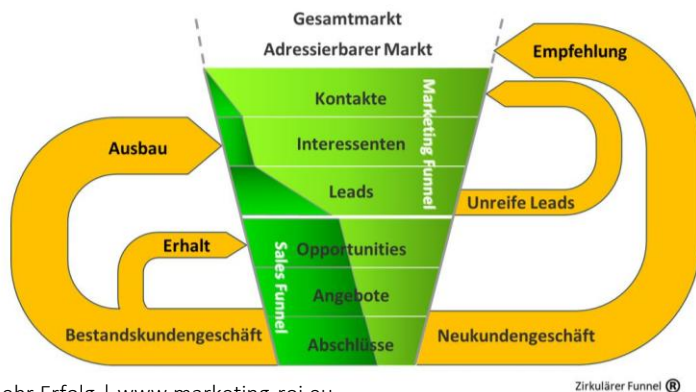 Gesamtmarkt
Adressierbarer Markt
Empfehlung
Kontakte
Marketing Funnel
Ausbau
Interessenten
Leads
Unreife Leads
Erhalt
Sales Funnel
Opportunities
Angebote
Bestandskundengeschäft
Neukundengeschäft
Abschlüsse
Erfolg | www.marketing-roi.eu
Zirkulärer Funnel ®